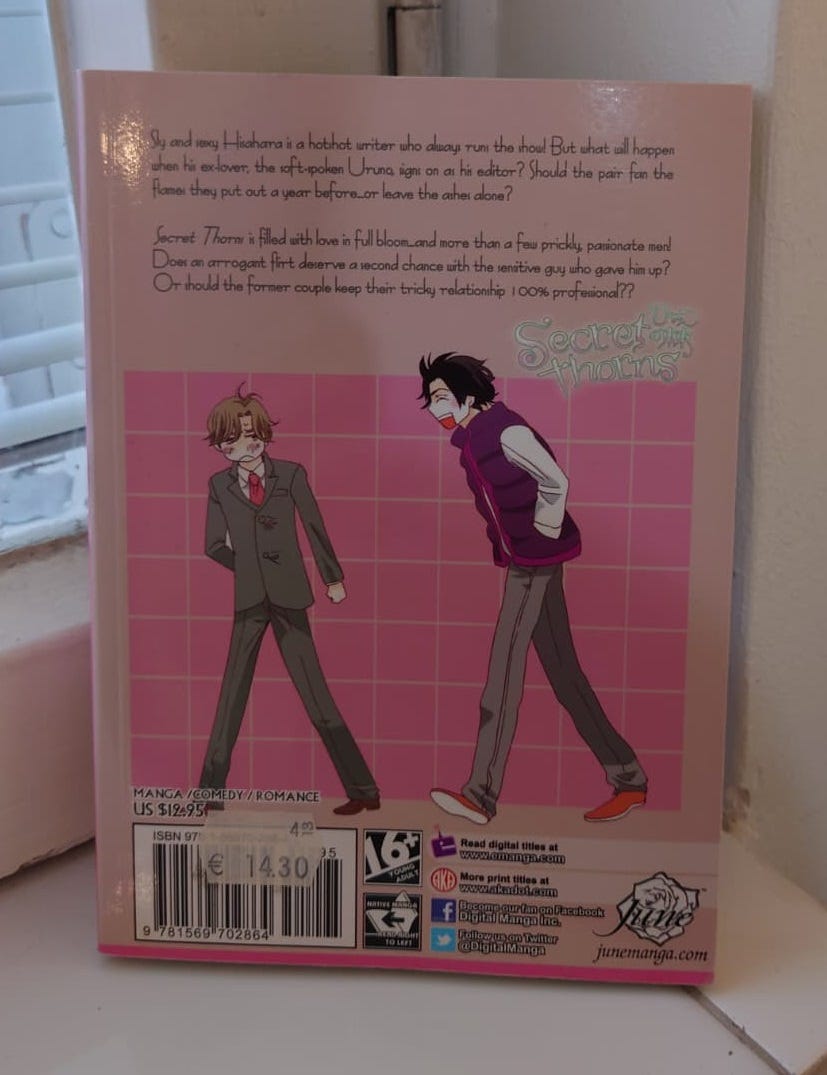 Sly and sexy Hisahara is a hotshot writer who always runs the show! But what will happen
when his ex-lover, the soft-spoken Uruno, signs on as his editor? Should the pair fan the
flames they put out a year before...or leave the ashes alone?
Secret Thorns is filled with love in full bloom...and more than a few prickly, passionate men!
Does an arrogant flirt deserve a second chance with the sensitive guy who gave him up?
Or should the former couple keep their tricky relationship 100% professional??
Secret
thorns
MANGA / COMEDY / ROMANCE
US $12.95
ISBN 97
€ 14.30
9 781569 702864
16+
YOUNG
ADULT
NATIVE MANGA
READ RIGHT
TO LEFT
Read digital titles at
www.emanga.com
AKA
More print titles at
www.akadot.com
f
Become our fan on Facebook
Digital Manga Inc.
Follow us on Twitter
@DigitalManga
June™
junemanga.com